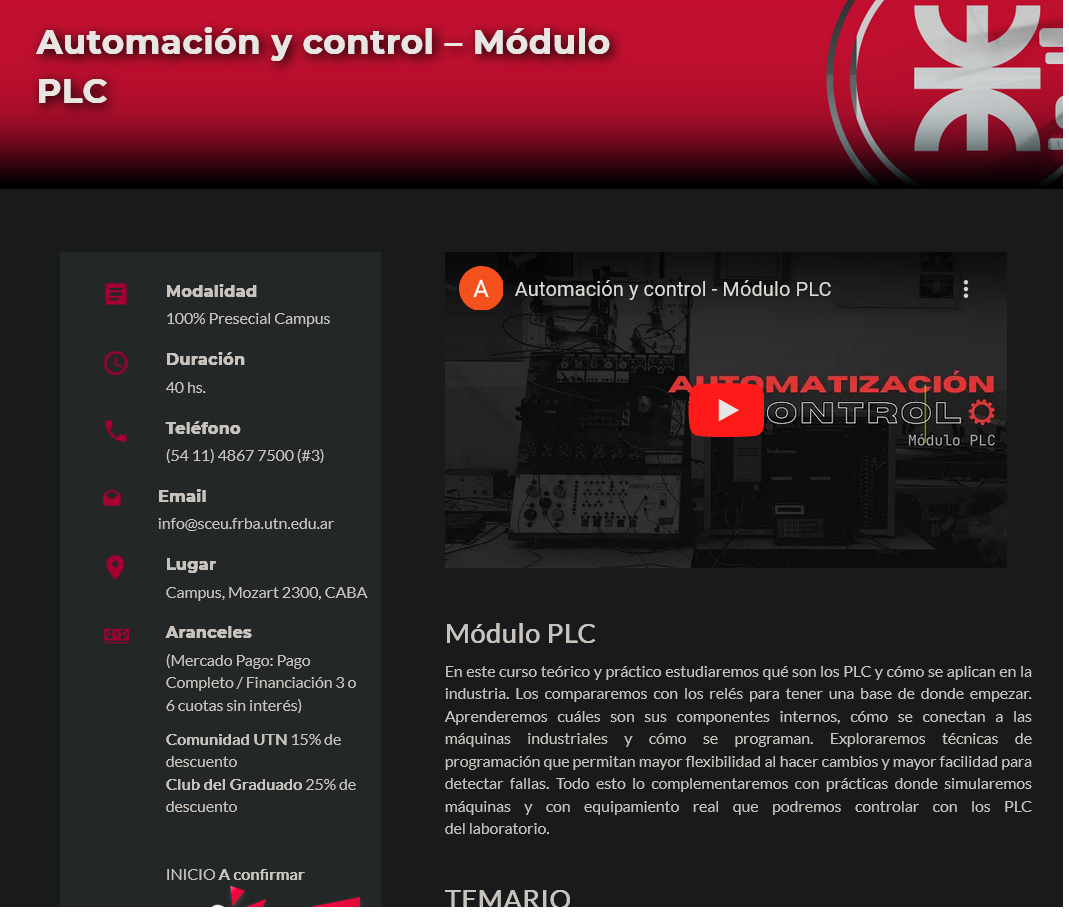 Automación y control – Módulo
PLC
Modalidad
100% Presecial Campus
Duración
40 hs.
Teléfono
(54 11) 4867 7500 (#3)
Email
info@sceu.frba.utn.edu.ar
Lugar
Campus, Mozart 2300, CABA
Aranceles
(Mercado Pago: Pago
Completo / Financiación 3 o
6 cuotas sin interés)
Comunidad UTN 15% de
descuento
Club del Graduado 25% de
descuento
INICIO A confirmar
A
Automación y control - Módulo PLC
AUTOMATIZACIÓN
CONTROL
Módulo PLC
Módulo PLC
En este curso teórico y práctico estudiaremos qué son los PLC y cómo se aplican en la
industria. Los compararemos con los relés para tener una base de donde empezar.
Aprenderemos cuáles son sus componentes internos, cómo se conectan a las
máquinas industriales y cómo se programan. Exploraremos técnicas de
programación que permitan mayor flexibilidad al hacer cambios y mayor facilidad para
detectar fallas. Todo esto lo complementaremos con prácticas donde simularemos
máquinas y con equipamiento real que podremos controlar con los PLC
del laboratorio.
TEMARIO